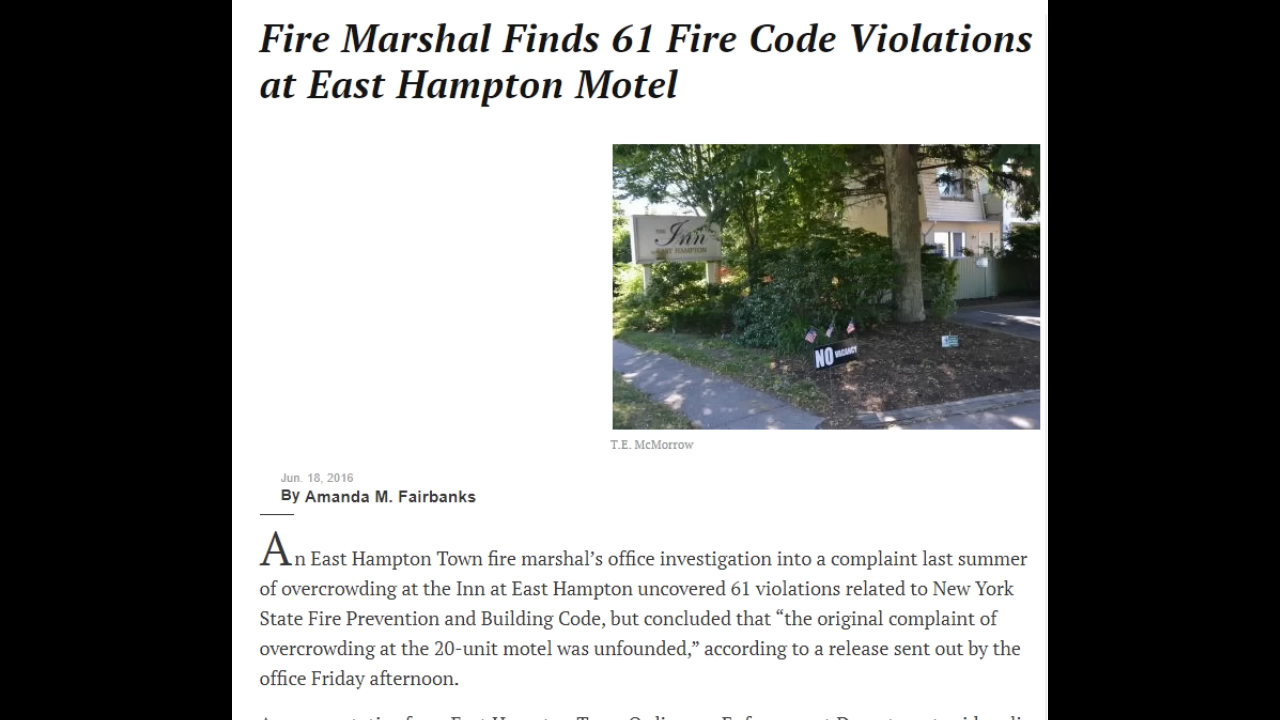 Fire Marshal Finds 61 Fire Code Violations
at East Hampton Motel
THE
Inn
EAST HAMPTON
NO VACANCY
T.E. McMorrow
Jun. 18, 2016
By Amanda M. Fairbanks
An East Hampton Town fire marshal’s office investigation into a complaint last summer
of overcrowding at the Inn at East Hampton uncovered 61 violations related to New York
State Fire Prevention and Building Code, but concluded that “the original complaint of
overcrowding at the 20-unit motel was unfounded,” according to a release sent out by the
office Friday afternoon.